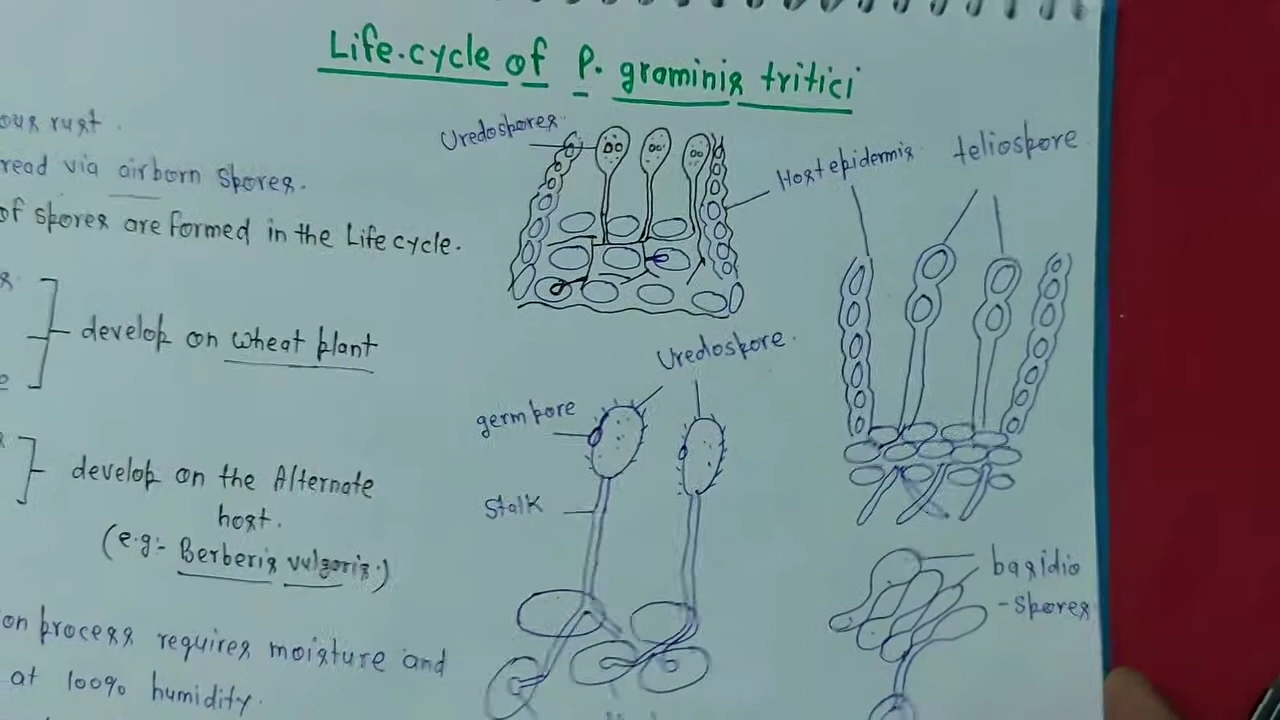 Life.cycle of P. graminis tritici
ous rust.
read via airborn spores.
of spores are formed in the Life cycle.
develop on wheat plant
develop on the Alternate
host.
(e.g:- Berberis vulgaris.)
on process requires moisture and
at 100% humidity.
Uredospores.
Host epidermis
teliospore
Uredospore.
germpore
Stalk
basidio
-spores